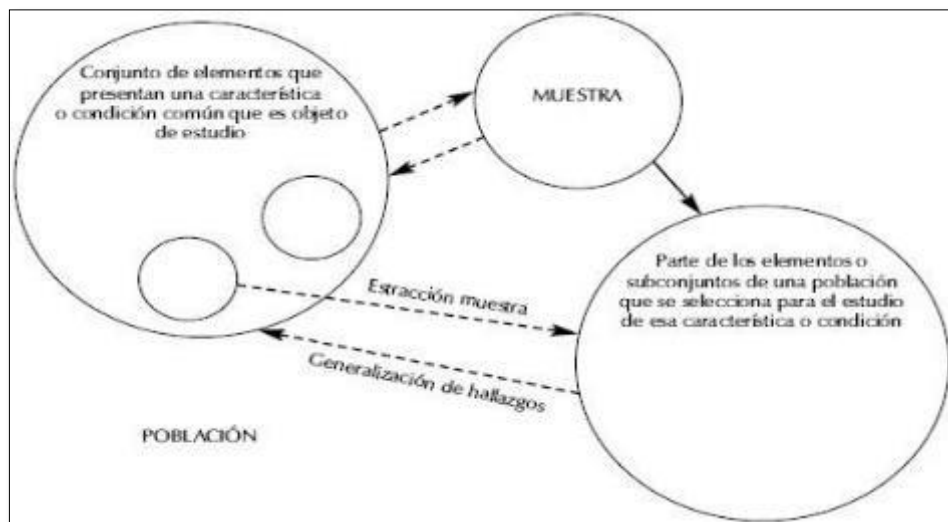 Conjunto de elementos que
presentan una característica
o condición común que es objeto
de estudio
MUESTRA
Parte de los elementos o
subconjuntos de una población
que se selecciona para el estudio
de esa característica o condición
Estracción muestra
Generalización de hallazgos
POBLACIÓN